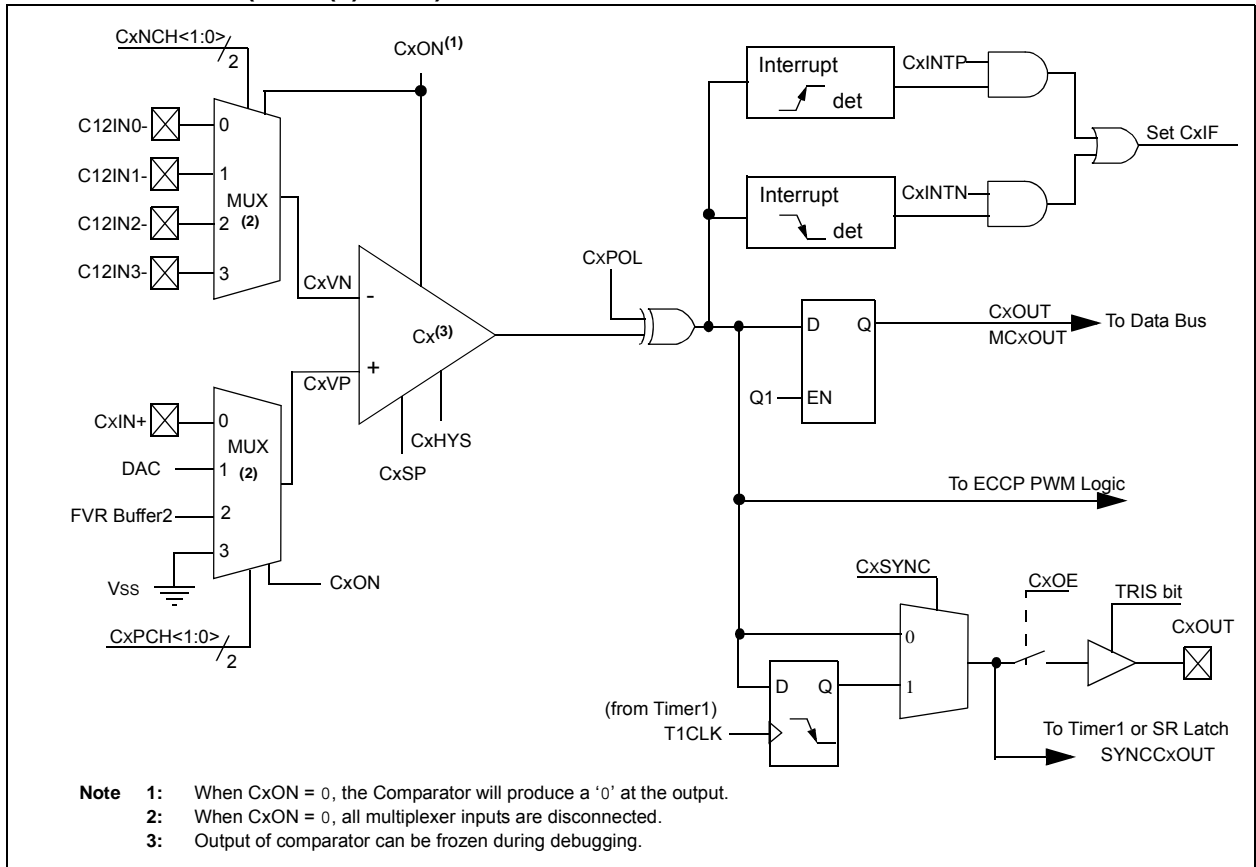 CxNCH<1:0>
2
CxON(1)
C12IN0-
C12IN1-
C12IN2-
C12IN3-
0
1
2
3
MUX
(2)
CxVN
-
Cx(3)
+
CxVP
CxHYS
CxSP
CxIN+
DAC
FVR Buffer2
VSS
0
1
2
3
MUX
(2)
CxON
CxPCH<1:0>
2
CxPOL
Interrupt
det
CxINTP
Interrupt
det
CxINTN
Set CxIF
D Q
EN
Q1
CxOUT
MCxOUT
To Data Bus
To ECCP PWM Logic
CxSYNC
0
1
D Q
(from Timer1)
T1CLK
CxOE
TRIS bit
CxOUT
To Timer1 or SR Latch
SYNCCxOUT
Note 1: When CxON = 0, the Comparator will produce a ‘0’ at the output.
2: When CxON = 0, all multiplexer inputs are disconnected.
3: Output of comparator can be frozen during debugging.